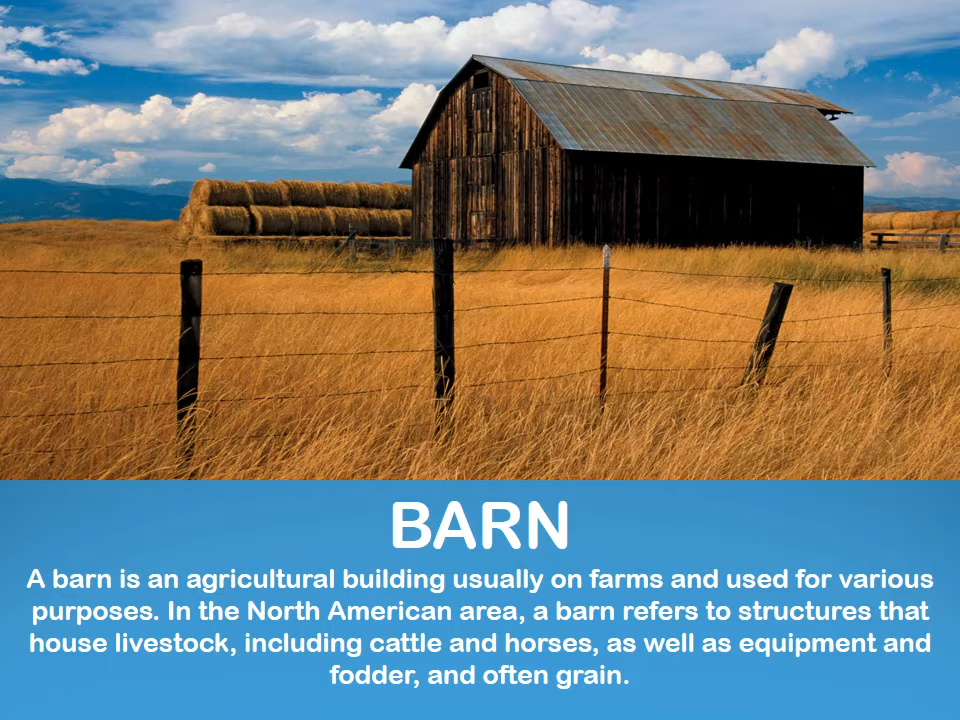 BARN
A barn is an agricultural building usually on farms and used for various
purposes. In the North American area, a barn refers to structures that
house livestock, including cattle and horses, as well as equipment and
fodder, and often grain.